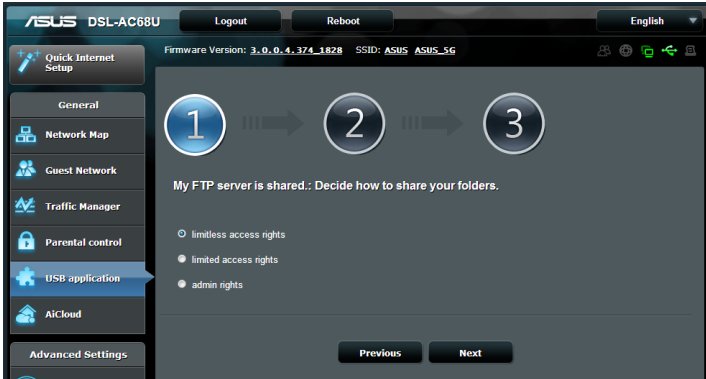 ASUS DSL-AC68U Logout Reboot English
Quick Internet Setup
Firmware Version: 3.0.0.4.374_1828 SSID: ASUS ASUS_5G
General
Network Map
Guest Network
Traffic Manager
Parental control
USB application
AiCloud
Advanced Settings
1 2 3
My FTP server is shared.: Decide how to share your folders.
limitless access rights
limited access rights
admin rights
Previous Next